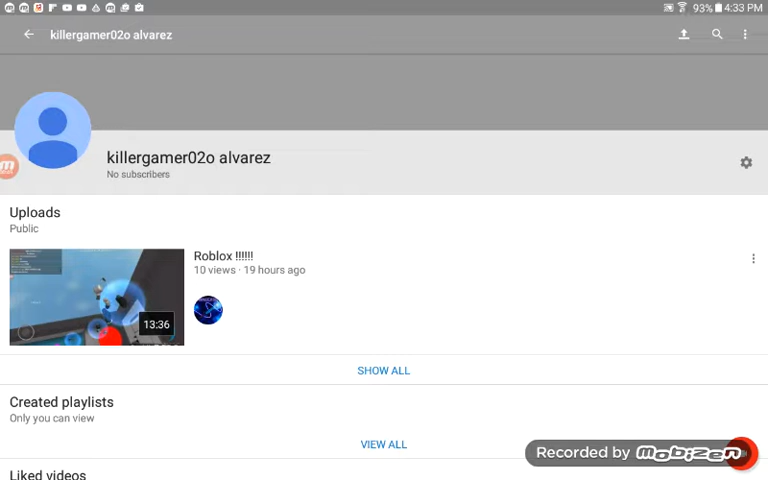 93% 4:33 PM
killergamer02o alvarez
killergamer02o alvarez
No subscribers
Uploads
Public
Roblox !!!!!!
10 views · 19 hours ago
13:36
SHOW ALL
Created playlists
Only you can view
VIEW ALL
Recorded by mobizen
Liked videos